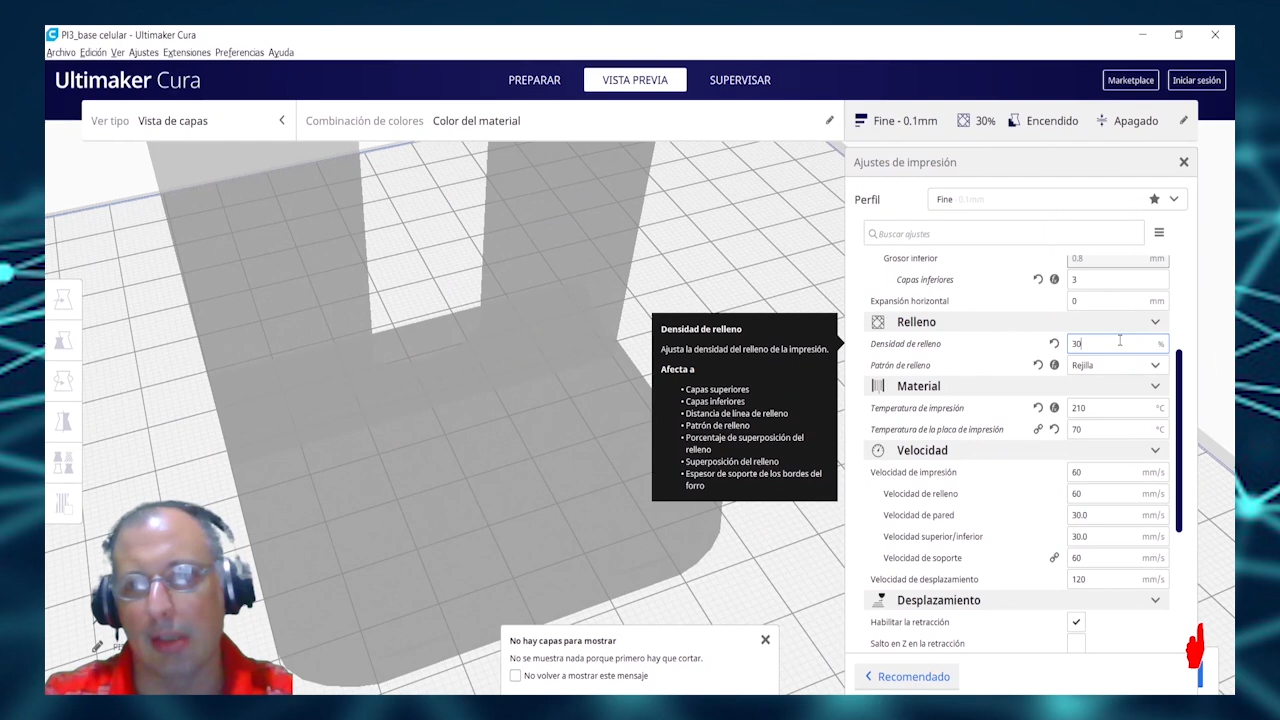 PI3_base celular - Ultimaker Cura
Archivo Edición Ver Ajustes Extensiones Preferencias Ayuda
Ultimaker Cura
PREPARAR
VISTA PREVIA
SUPERVISAR
Marketplace
Iniciar sesión
Ver tipo Vista de capas
Combinación de colores Color del material
Fine - 0.1mm
30%
Encendido
Apagado
Ajustes de impresión
Perfil
Fine - 0.1mm
Buscar ajustes
Grosor inferior 0.8 mm
Capas inferiores 3
Expansión horizontal 0 mm
Relleno
Densidad de relleno 30 %
Patrón de relleno Rejilla
Material
Temperatura de impresión 210 °C
Temperatura de la placa de impresión 70 °C
Velocidad
Velocidad de impresión 60 mm/s
Velocidad de relleno 60 mm/s
Velocidad de pared 30.0 mm/s
Velocidad superior/inferior 30.0 mm/s
Velocidad de soporte 60 mm/s
Velocidad de desplazamiento 120 mm/s
Desplazamiento
Habilitar la retracción
Salto en Z en la retracción
Recomendado
Densidad de relleno
Ajusta la densidad del relleno de la impresión.
Afecta a
• Capas superiores
• Capas inferiores
• Distancia de línea de relleno
• Patrón de relleno
• Porcentaje de superposición del
relleno
• Superposición del relleno
• Espesor de soporte de los bordes del
forro
No hay capas para mostrar
No se muestra nada porque primero hay que cortar.
No volver a mostrar este mensaje